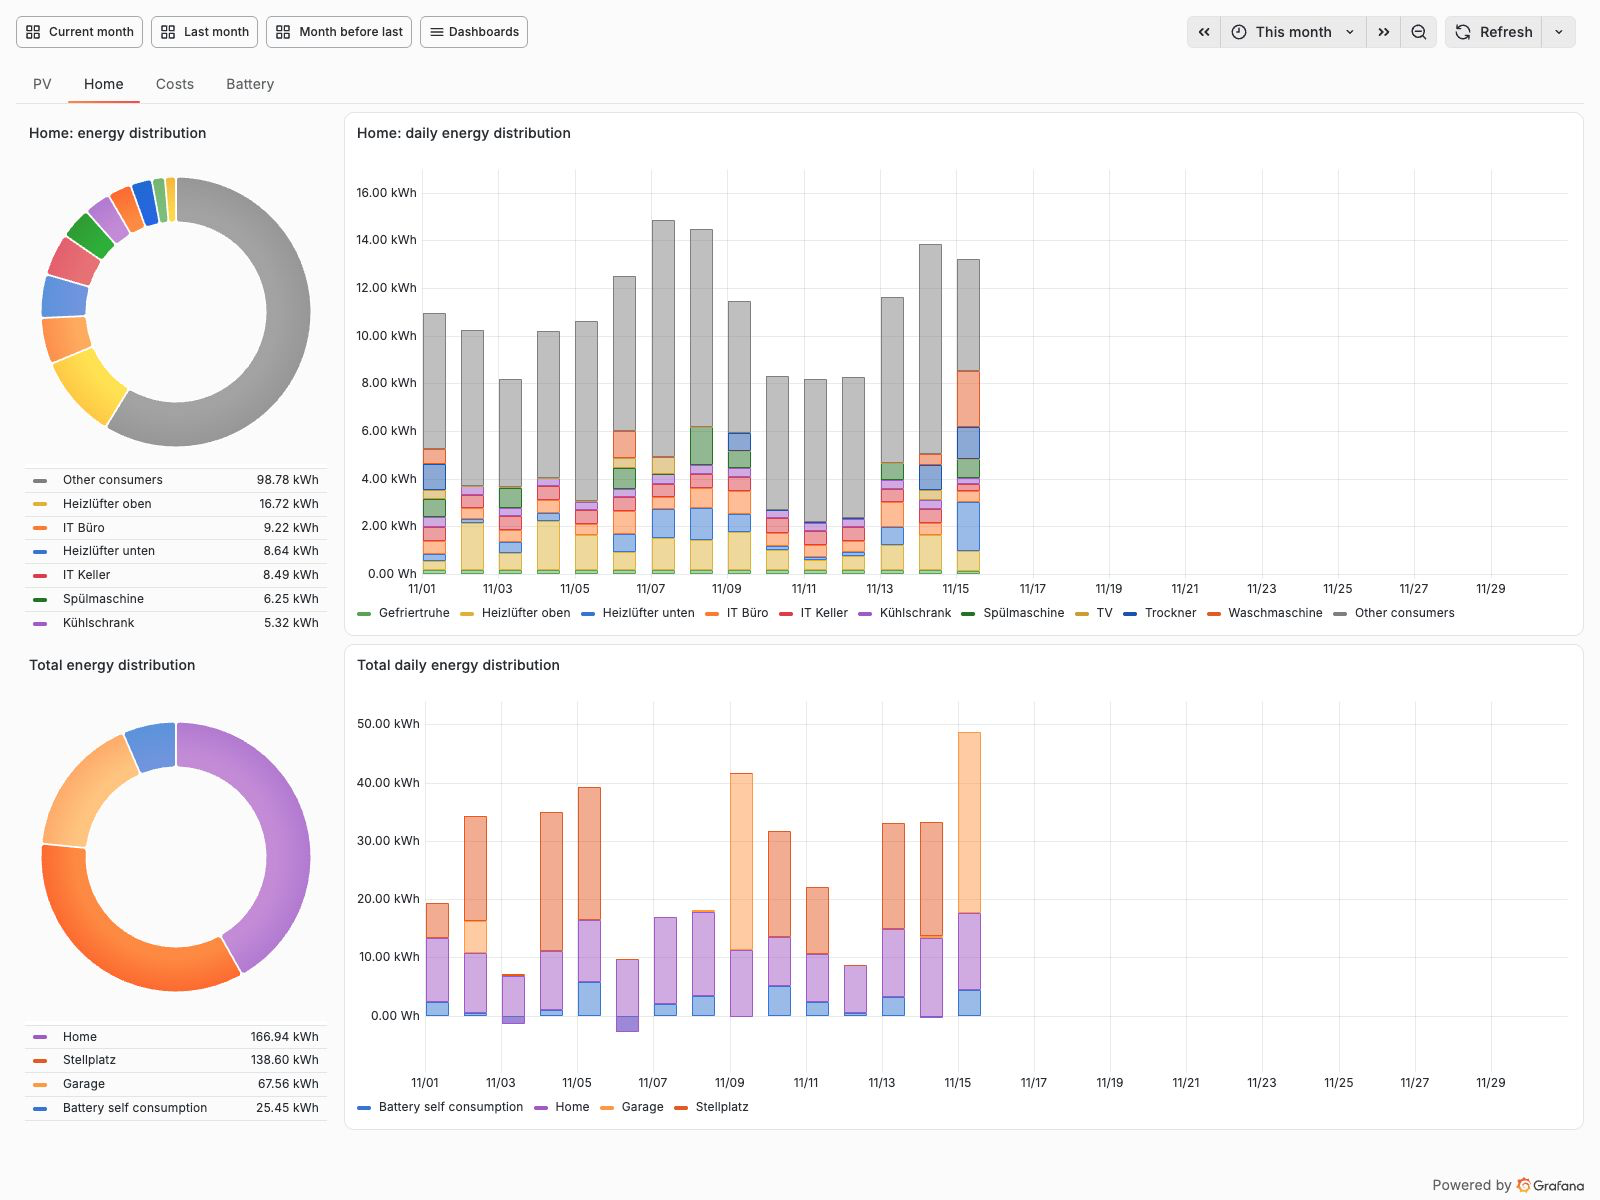 Current month
Last month
Month before last
Dashboards
This month
Refresh
PV
Home
Costs
Battery
Home: energy distribution
Other consumers 98.78 kWh
Heizlüfter oben 16.72 kWh
IT Büro 9.22 kWh
Heizlüfter unten 8.64 kWh
IT Keller 8.49 kWh
Spülmaschine 6.25 kWh
Kühlschrank 5.32 kWh
Home: daily energy distribution
16.00 kWh
14.00 kWh
12.00 kWh
10.00 kWh
8.00 kWh
6.00 kWh
4.00 kWh
2.00 kWh
0.00 Wh
11/01 11/03 11/05 11/07 11/09 11/11 11/13 11/15 11/17 11/19 11/21 11/23 11/25 11/27 11/29
Gefriertruhe Heizlüfter oben Heizlüfter unten IT Büro IT Keller Kühlschrank Spülmaschine TV Trockner Waschmaschine Other consumers
Total energy distribution
Home 166.94 kWh
Stellplatz 138.60 kWh
Garage 67.56 kWh
Battery self consumption 25.45 kWh
Total daily energy distribution
50.00 kWh
40.00 kWh
30.00 kWh
20.00 kWh
10.00 kWh
0.00 Wh
11/01 11/03 11/05 11/07 11/09 11/11 11/13 11/15 11/17 11/19 11/21 11/23 11/25 11/27 11/29
Battery self consumption Home Garage Stellplatz
Powered by Grafana